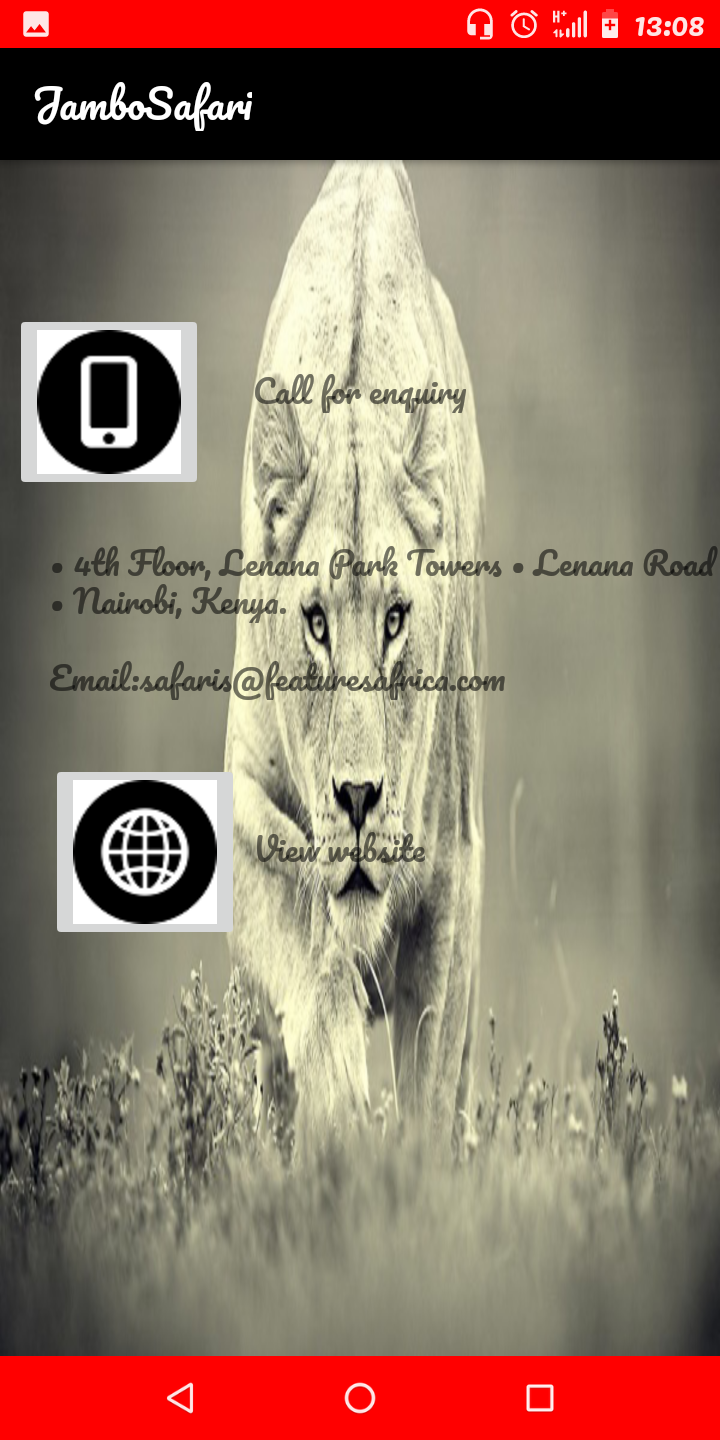 H+
13:08
JamboSafari
Call for enquiry
• 4th Floor, Lenana Park Towers • Lenana Road
• Nairobi, Kenya.
Email:safaris@featuresafrica.com
View website